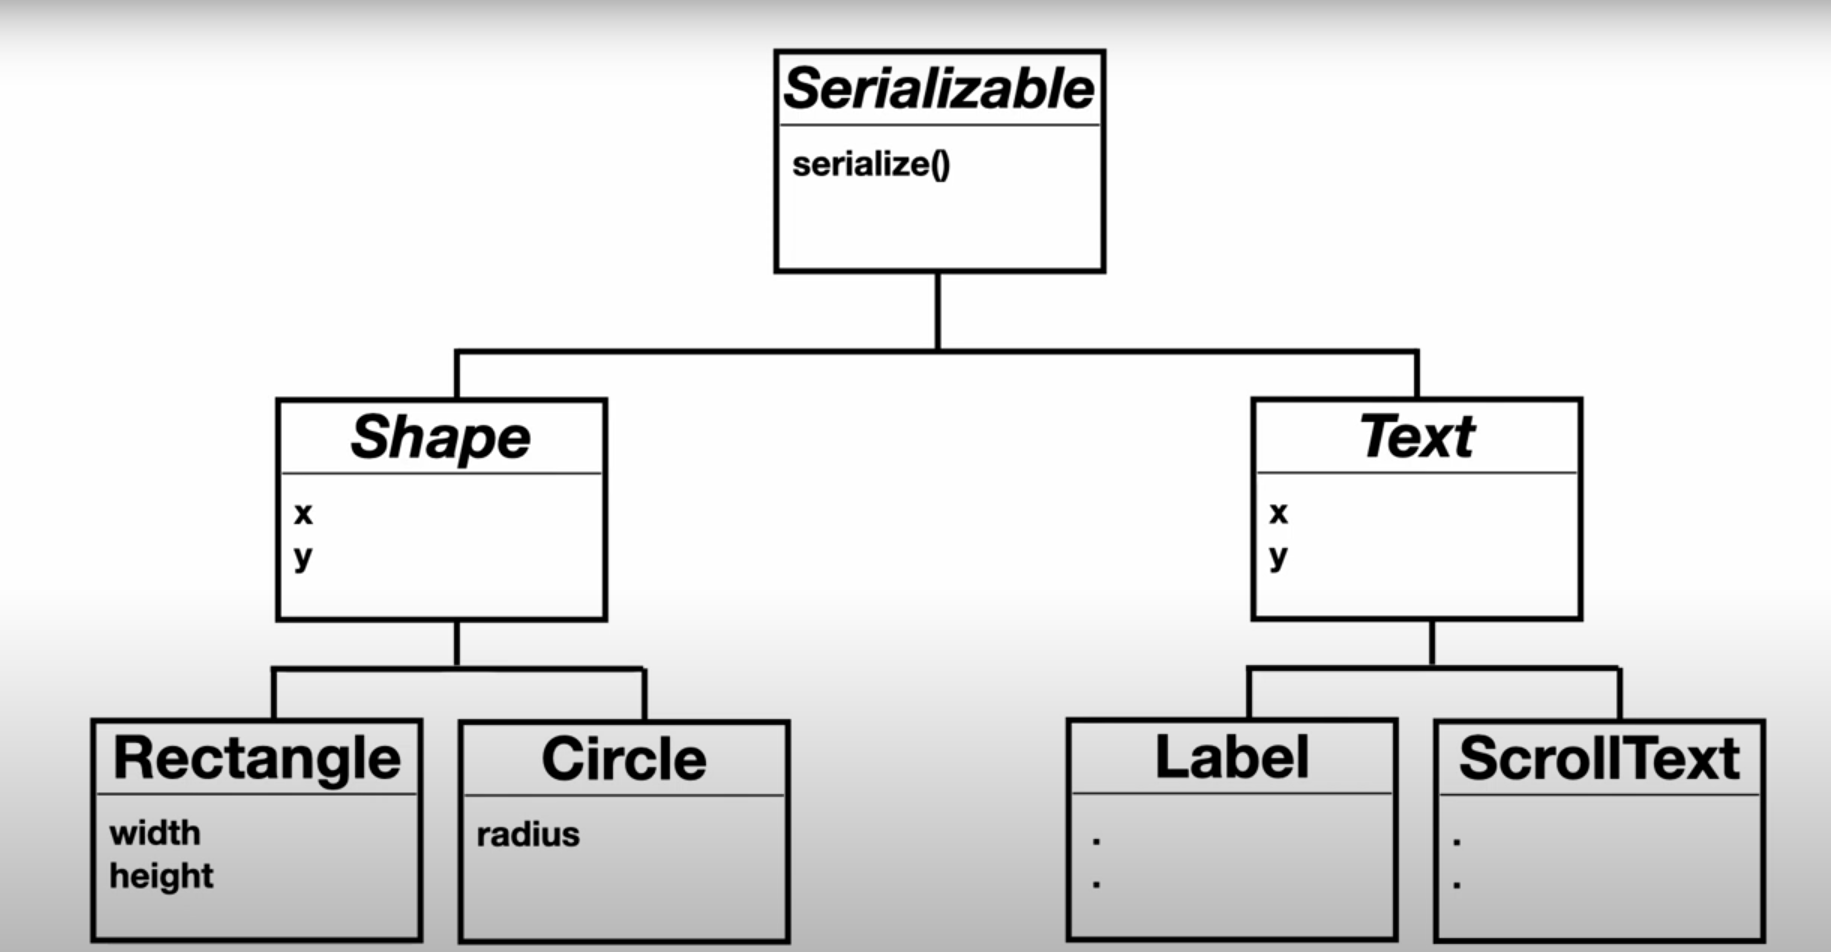 Serializable
serialize()
Shape
x
y
Text
x
y
Rectangle
width
height
Circle
radius
Label
.
.
ScrollText
.
.